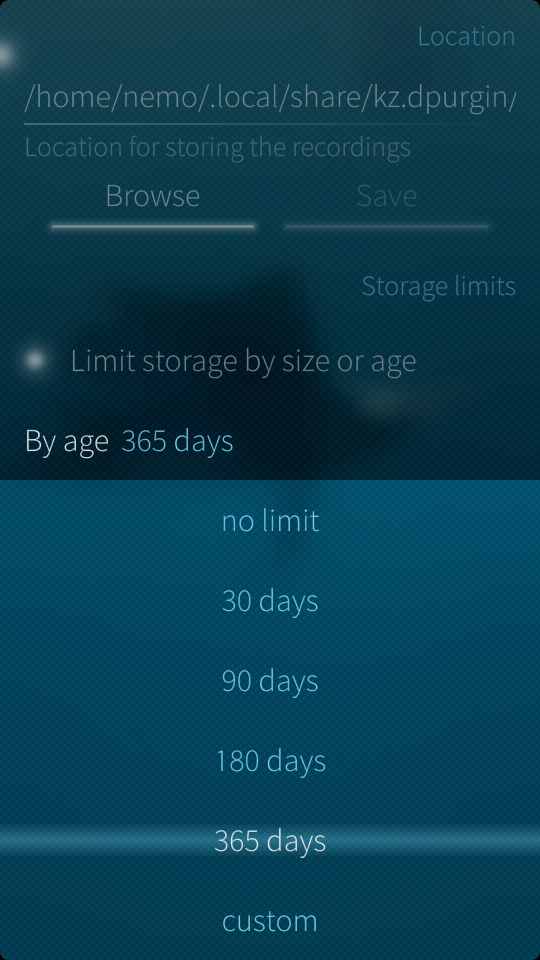 Location
/home/nemo/.local/share/kz.dpurgin/
Location for storing the recordings
Browse Save
Storage limits
Limit storage by size or age
By age 365 days
no limit
30 days
90 days
180 days
365 days
custom